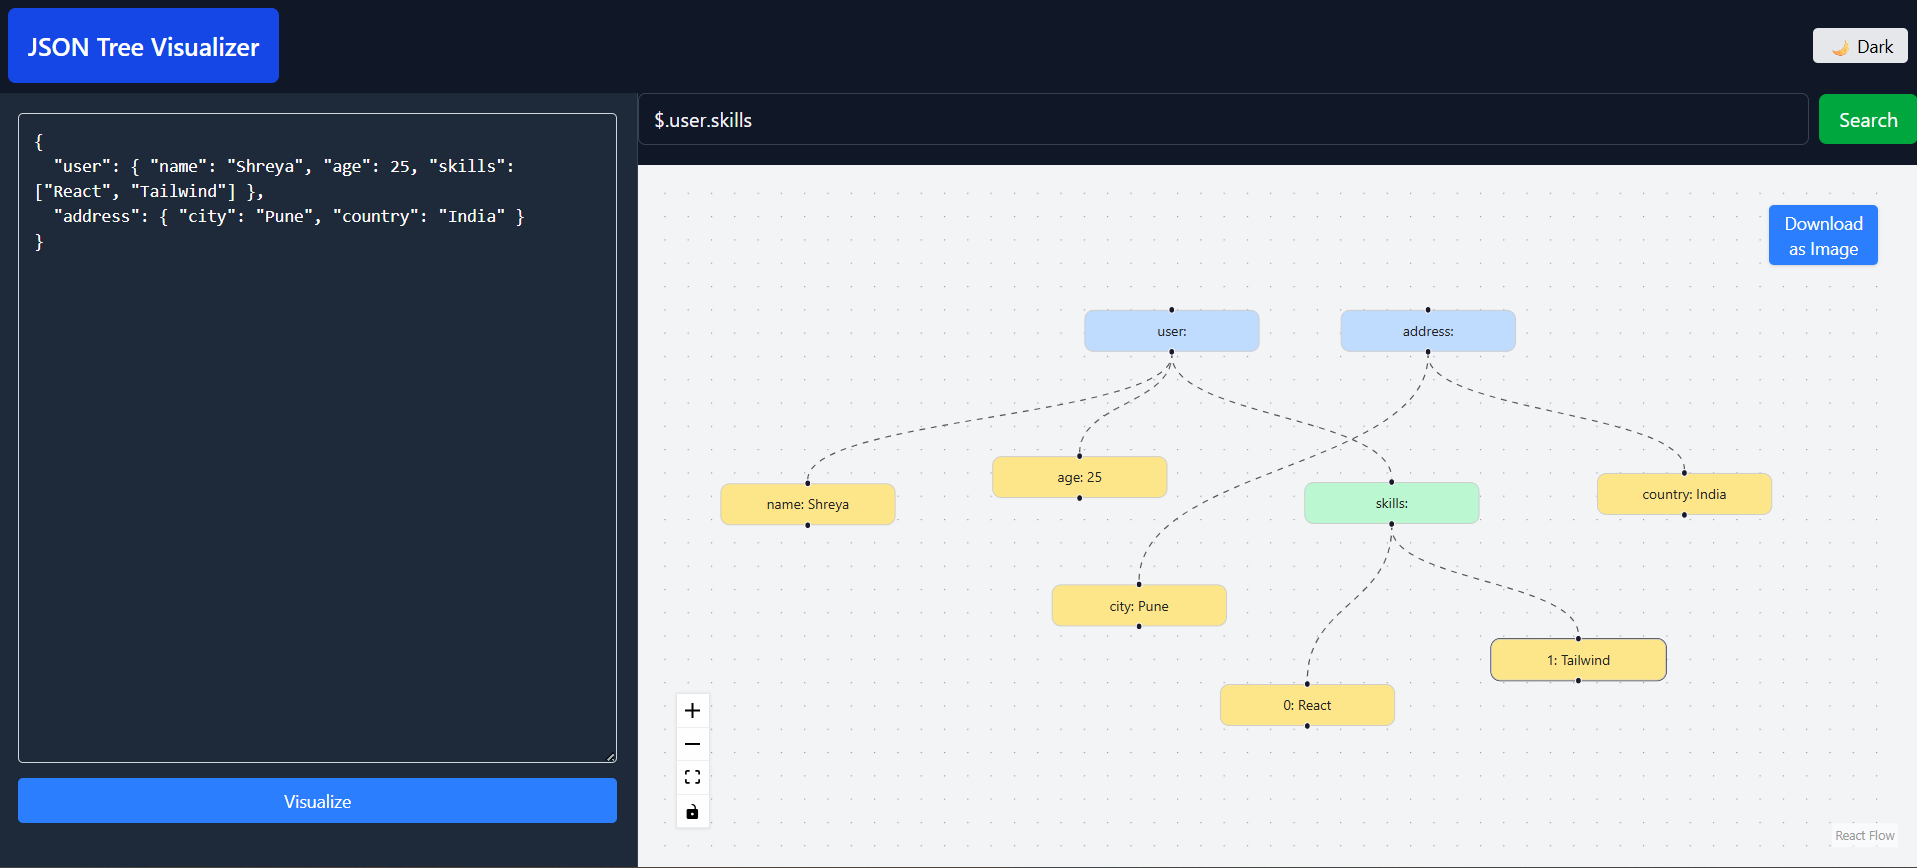 JSON Tree Visualizer
🌙 Dark
{
  "user": { "name": "Shreya", "age": 25, "skills":
["React", "Tailwind"] },
  "address": { "city": "Pune", "country": "India" }
}
Visualize
$.user.skills
Search
Download
as Image
user:
address:
name: Shreya
age: 25
skills:
country: India
city: Pune
1: Tailwind
0: React
React Flow